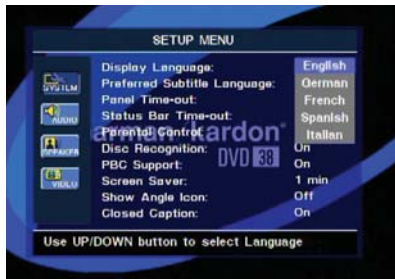 SETUP MENU
Display Language: English
Preferred Subtitle Language: German
Panel Time-out: French
Status Bar Time-out: Spanish
Parental Control: Italian
Disc Recognition: On
PBC Support: On
Screen Saver: 1 min
Show Angle Icon: Off
Closed Caption: On
SYSTEM
AUDIO
SPEAKER
VIDEO
arman/kardon
DVD 38
Use UP/DOWN button to select Language